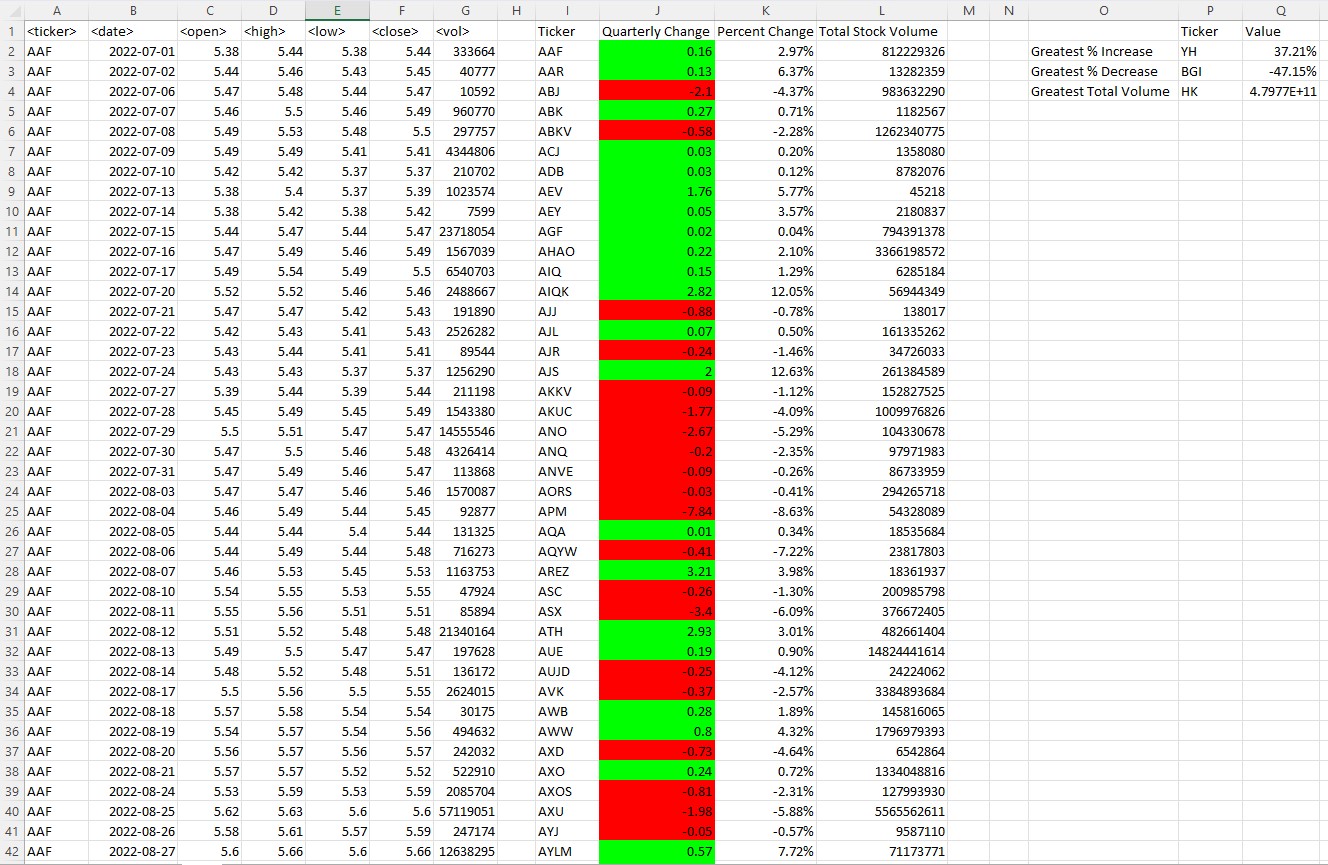 A B C D E F G H I J K L M N O P Q
1 <ticker> <date> <open> <high> <low> <close> <vol> Ticker Quarterly Change Percent Change Total Stock Volume Ticker Value
2 AAF 2022-07-01 5.38 5.44 5.38 5.44 333664 AAF 0.16 2.97% 812229326 Greatest % Increase YH 37.21%
3 AAF 2022-07-02 5.44 5.46 5.43 5.45 40777 AAR 0.13 6.37% 13282359 Greatest % Decrease BGI -47.15%
4 AAF 2022-07-06 5.47 5.48 5.44 5.47 10592 ABJ -2.1 -4.37% 983632290 Greatest Total Volume HK 4.7977E+11
5 AAF 2022-07-07 5.46 5.5 5.46 5.49 960770 ABK 0.27 0.71% 1182567
6 AAF 2022-07-08 5.49 5.53 5.48 5.5 297757 ABKV -0.58 -2.28% 1262340775
7 AAF 2022-07-09 5.49 5.49 5.41 5.41 4344806 ACJ 0.03 0.20% 1358080
8 AAF 2022-07-10 5.42 5.42 5.37 5.37 210702 ADB 0.03 0.12% 8782076
9 AAF 2022-07-13 5.38 5.4 5.37 5.39 1023574 AEV 1.76 5.77% 45218
10 AAF 2022-07-14 5.38 5.42 5.38 5.42 7599 AEY 0.05 3.57% 2180837
11 AAF 2022-07-15 5.44 5.47 5.44 5.47 23718054 AGF 0.02 0.04% 794391378
12 AAF 2022-07-16 5.47 5.49 5.46 5.49 1567039 AHAO 0.22 2.10% 3366198572
13 AAF 2022-07-17 5.49 5.54 5.49 5.5 6540703 AIQ 0.15 1.29% 6285184
14 AAF 2022-07-20 5.52 5.52 5.46 5.46 2488667 AIQK 2.82 12.05% 56944349
15 AAF 2022-07-21 5.47 5.47 5.42 5.43 191890 AJJ -0.88 -0.78% 138017
16 AAF 2022-07-22 5.42 5.43 5.41 5.43 2526282 AJL 0.07 0.50% 161335262
17 AAF 2022-07-23 5.43 5.44 5.41 5.41 89544 AJR -0.24 -1.46% 34726033
18 AAF 2022-07-24 5.43 5.43 5.37 5.37 1256290 AJS 2 12.63% 261384589
19 AAF 2022-07-27 5.39 5.44 5.39 5.44 211198 AKKV -0.09 -1.12% 152827525
20 AAF 2022-07-28 5.45 5.49 5.45 5.49 1543380 AKUC -1.77 -4.09% 1009976826
21 AAF 2022-07-29 5.5 5.51 5.47 5.47 14555546 ANO -2.67 -5.29% 104330678
22 AAF 2022-07-30 5.47 5.5 5.46 5.48 4326414 ANQ -0.2 -2.35% 97971983
23 AAF 2022-07-31 5.47 5.49 5.46 5.47 113868 ANVE -0.09 -0.26% 86733959
24 AAF 2022-08-03 5.47 5.47 5.46 5.46 1570087 AORS -0.03 -0.41% 294265718
25 AAF 2022-08-04 5.46 5.49 5.44 5.45 92877 APM -7.84 -8.63% 54328089
26 AAF 2022-08-05 5.44 5.44 5.4 5.44 131325 AQA 0.01 0.34% 18535684
27 AAF 2022-08-06 5.44 5.49 5.44 5.48 716273 AQYW -0.41 -7.22% 23817803
28 AAF 2022-08-07 5.46 5.53 5.45 5.53 1163753 AREZ 3.21 3.98% 18361937
29 AAF 2022-08-10 5.54 5.55 5.53 5.55 47924 ASC -0.26 -1.30% 200985798
30 AAF 2022-08-11 5.55 5.56 5.51 5.51 85894 ASX -3.4 -6.09% 376672405
31 AAF 2022-08-12 5.51 5.52 5.48 5.48 21340164 ATH 2.93 3.01% 482661404
32 AAF 2022-08-13 5.49 5.5 5.47 5.47 197628 AUE 0.19 0.90% 14824441614
33 AAF 2022-08-14 5.48 5.52 5.48 5.51 136172 AUJD -0.25 -4.12% 24224062
34 AAF 2022-08-17 5.5 5.56 5.5 5.55 2624015 AVK -0.37 -2.57% 3384893684
35 AAF 2022-08-18 5.57 5.58 5.54 5.54 30175 AWB 0.28 1.89% 145816065
36 AAF 2022-08-19 5.54 5.57 5.54 5.56 494632 AWW 0.8 4.32% 1796979393
37 AAF 2022-08-20 5.56 5.57 5.56 5.57 242032 AXD -0.73 -4.64% 6542864
38 AAF 2022-08-21 5.57 5.57 5.52 5.52 522910 AXO 0.24 0.72% 1334048816
39 AAF 2022-08-24 5.53 5.59 5.53 5.59 2085704 AXOS -0.81 -2.31% 127993930
40 AAF 2022-08-25 5.62 5.63 5.6 5.6 57119051 AXU -1.98 -5.88% 5565562611
41 AAF 2022-08-26 5.58 5.61 5.57 5.59 247174 AYJ -0.05 -0.57% 9587110
42 AAF 2022-08-27 5.6 5.66 5.6 5.66 12638295 AYLM 0.57 7.72% 71173771